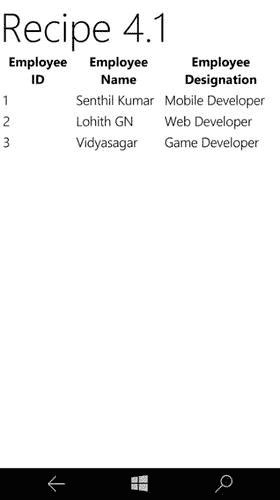 Recipe 4.1
Employee ID Employee Name Employee Designation
1 Senthil Kumar Mobile Developer
2 Lohith GN Web Developer
3 Vidyasagar Game Developer